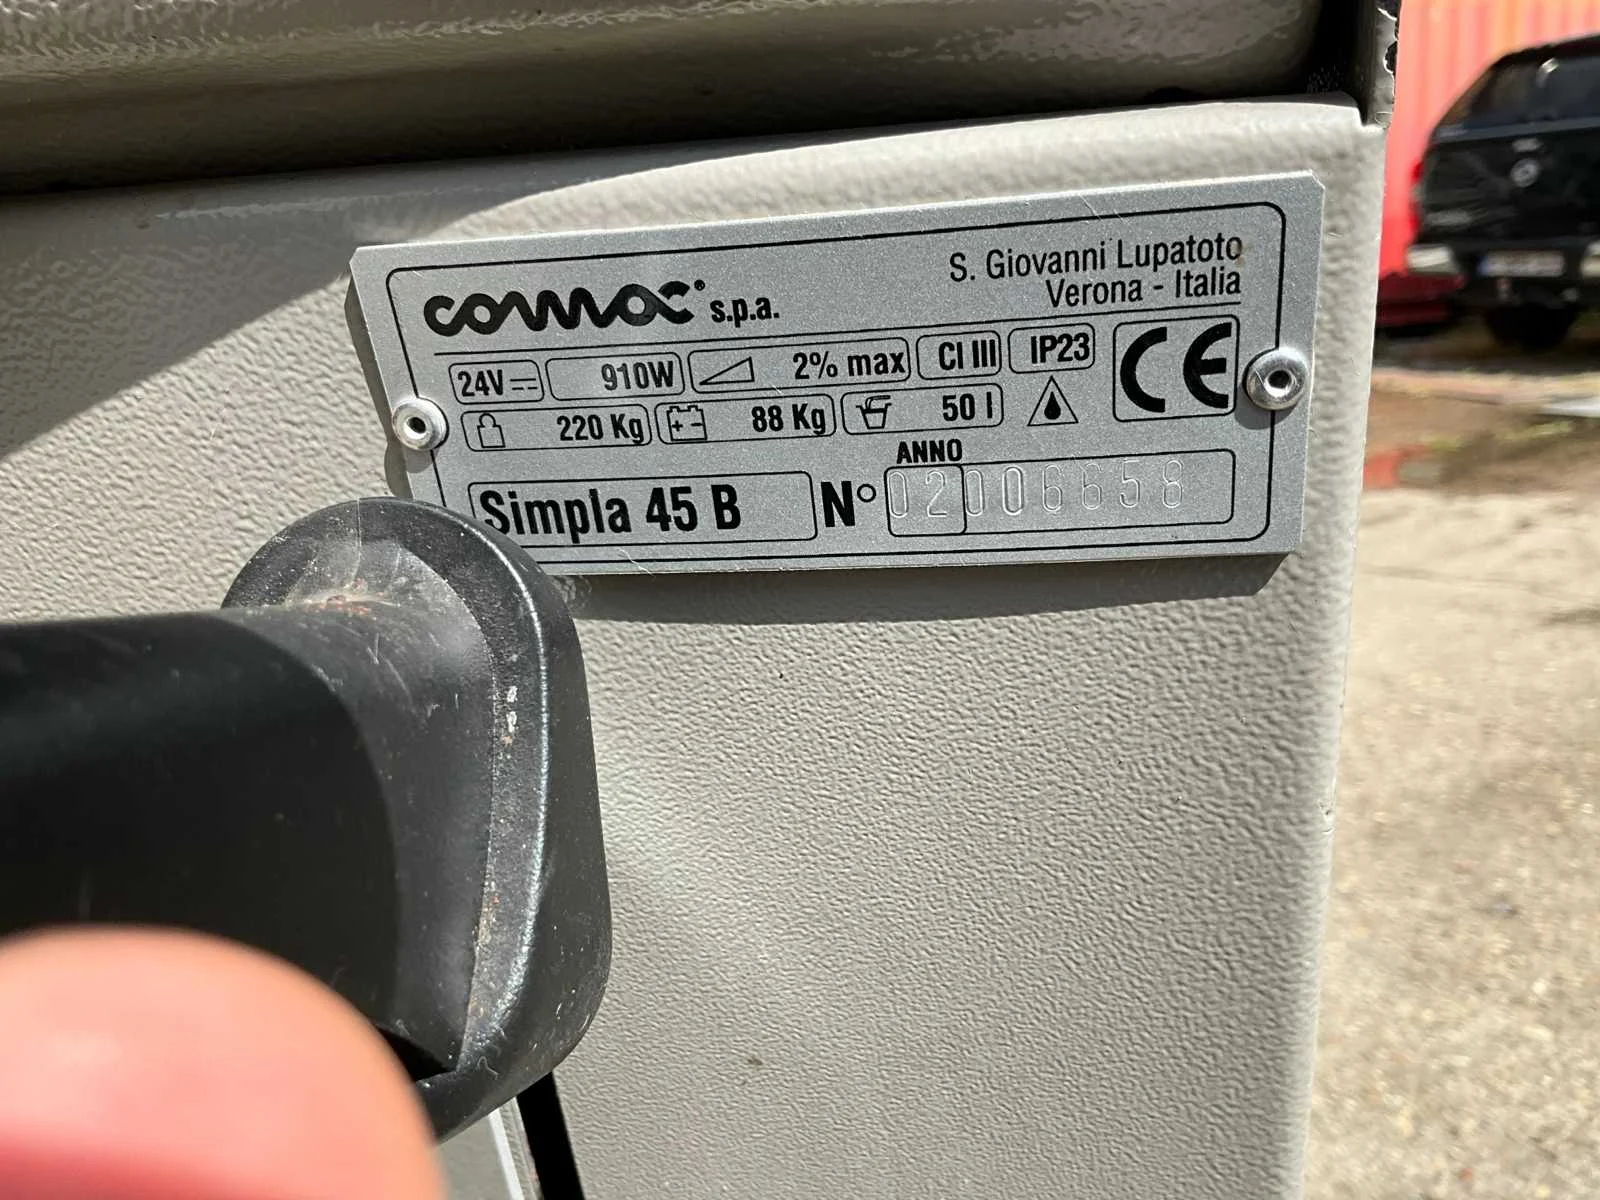 comac s.p.a.
S. Giovanni Lupatoto
Verona - Italia
24V 910W 2% max Cl III IP23 CE
220 Kg + - 88 Kg 50 l
ANNO
Simpla 45 B N° 02006658